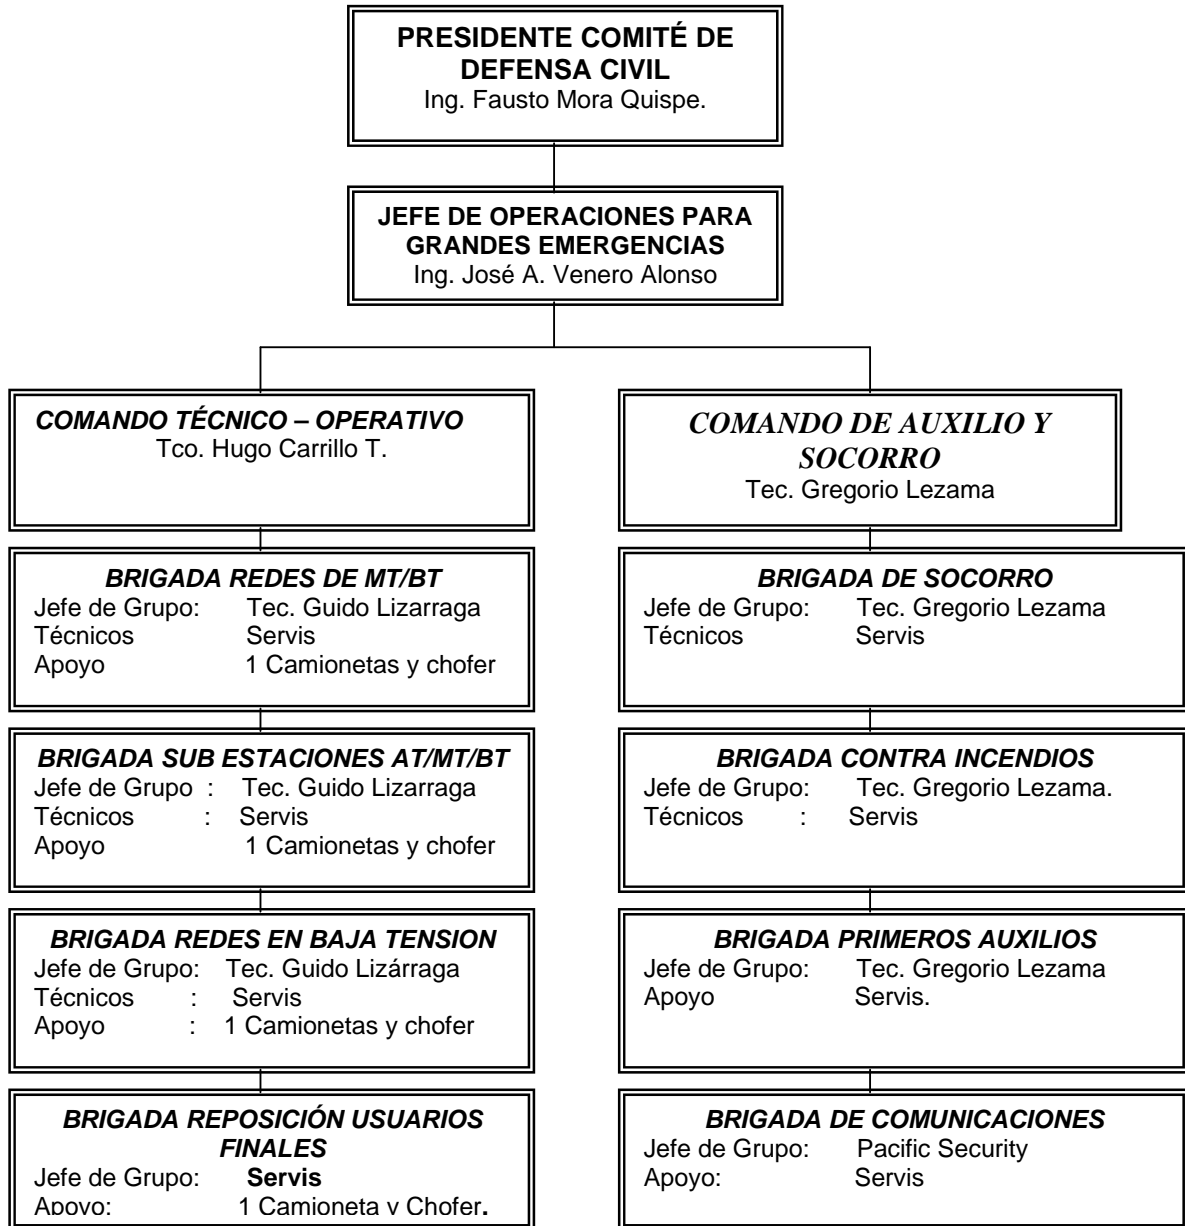 PRESIDENTE COMITÉ DE
DEFENSA CIVIL
Ing. Fausto Mora Quispe.
JEFE DE OPERACIONES PARA
GRANDES EMERGENCIAS
Ing. José A. Venero Alonso
COMANDO TÉCNICO – OPERATIVO
Tco. Hugo Carrillo T.
BRIGADA REDES DE MT/BT
Jefe de Grupo: Tec. Guido Lizarraga
Técnicos Servis
Apoyo 1 Camionetas y chofer
BRIGADA SUB ESTACIONES AT/MT/BT
Jefe de Grupo : Tec. Guido Lizarraga
Técnicos : Servis
Apoyo 1 Camionetas y chofer
BRIGADA REDES EN BAJA TENSION
Jefe de Grupo: Tec. Guido Lizárraga
Técnicos : Servis
Apoyo : 1 Camionetas y chofer
BRIGADA REPOSICIÓN USUARIOS
FINALES
Jefe de Grupo: Servis
Apoyo: 1 Camioneta y Chofer.
COMANDO DE AUXILIO Y
SOCORRO
Tec. Gregorio Lezama
BRIGADA DE SOCORRO
Jefe de Grupo: Tec. Gregorio Lezama
Técnicos Servis
BRIGADA CONTRA INCENDIOS
Jefe de Grupo: Tec. Gregorio Lezama.
Técnicos : Servis
BRIGADA PRIMEROS AUXILIOS
Jefe de Grupo: Tec. Gregorio Lezama
Apoyo Servis.
BRIGADA DE COMUNICACIONES
Jefe de Grupo: Pacific Security
Apoyo: Servis